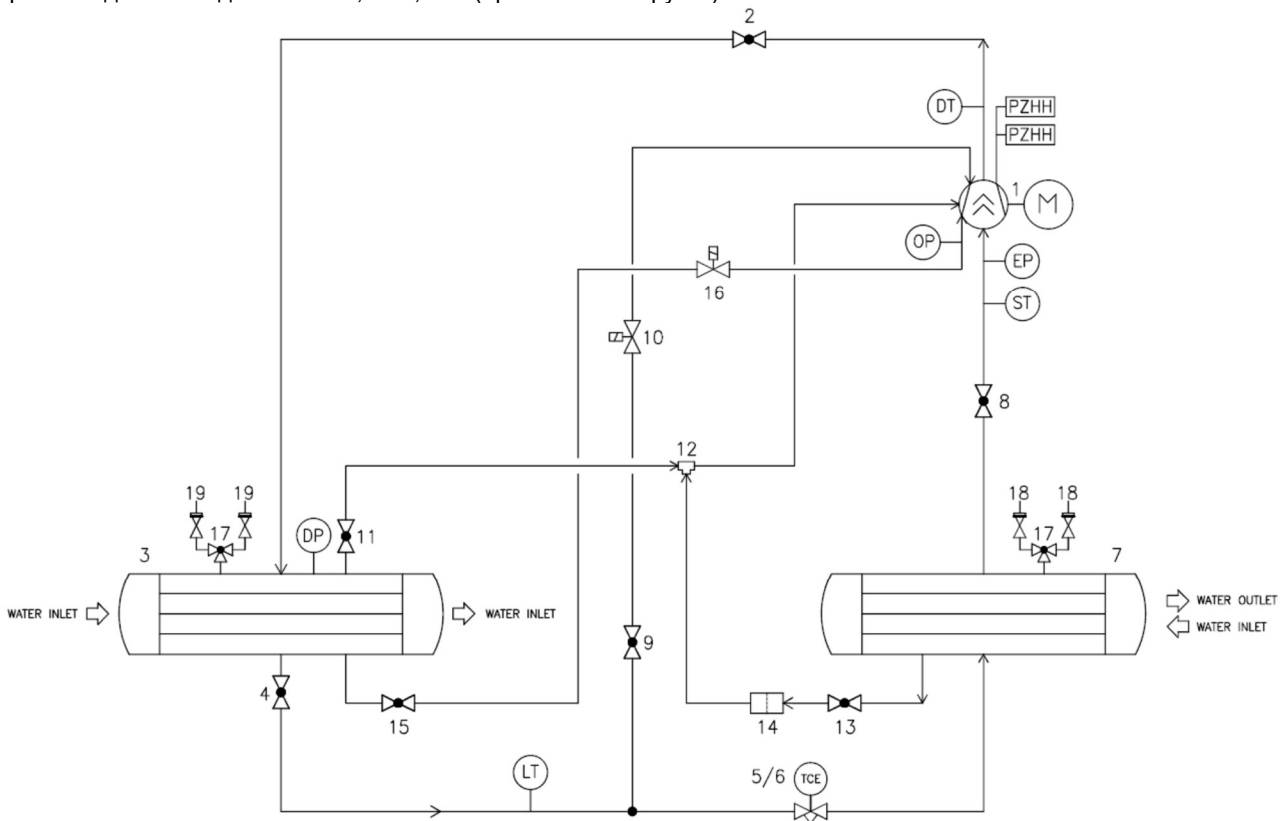 2
DT
PZHH
PZHH
1
M
OP
EP
16
ST
10
8
12
19 19
18 18
17
DP
11
17
3
7
WATER INLET
WATER INLET
WATER OUTLET
WATER INLET
9
4
15
14
13
LT
5/6
TCE